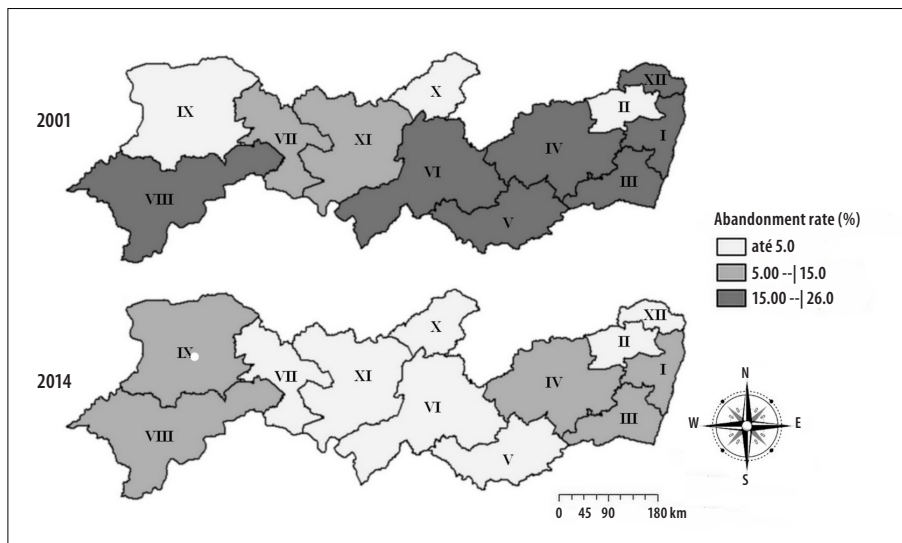 2001
IX
VII
XI
X
VIII
VI
V
IV
II
XII
I
III
Abandonment rate (%)
até 5.0
5.00 --| 15.0
15.00 --| 26.0
2014
IX
VII
XI
X
VIII
VI
V
IV
II
XII
I
III
N
W
E
S
0 45 90 180 km